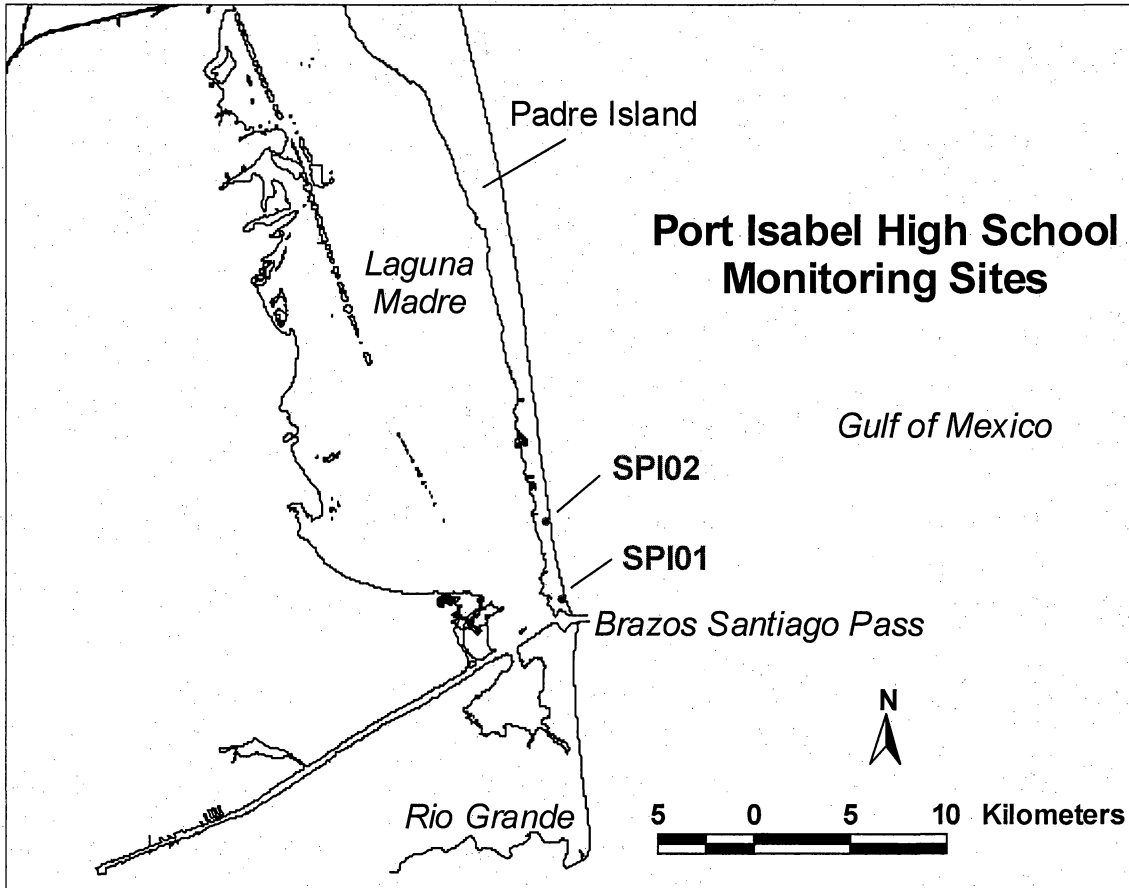 Padre Island
Port Isabel High School
Monitoring Sites
Laguna
Madre
Gulf of Mexico
SPI02
SPI01
Brazos Santiago Pass
N
Rio Grande
5 0 5 10 Kilometers